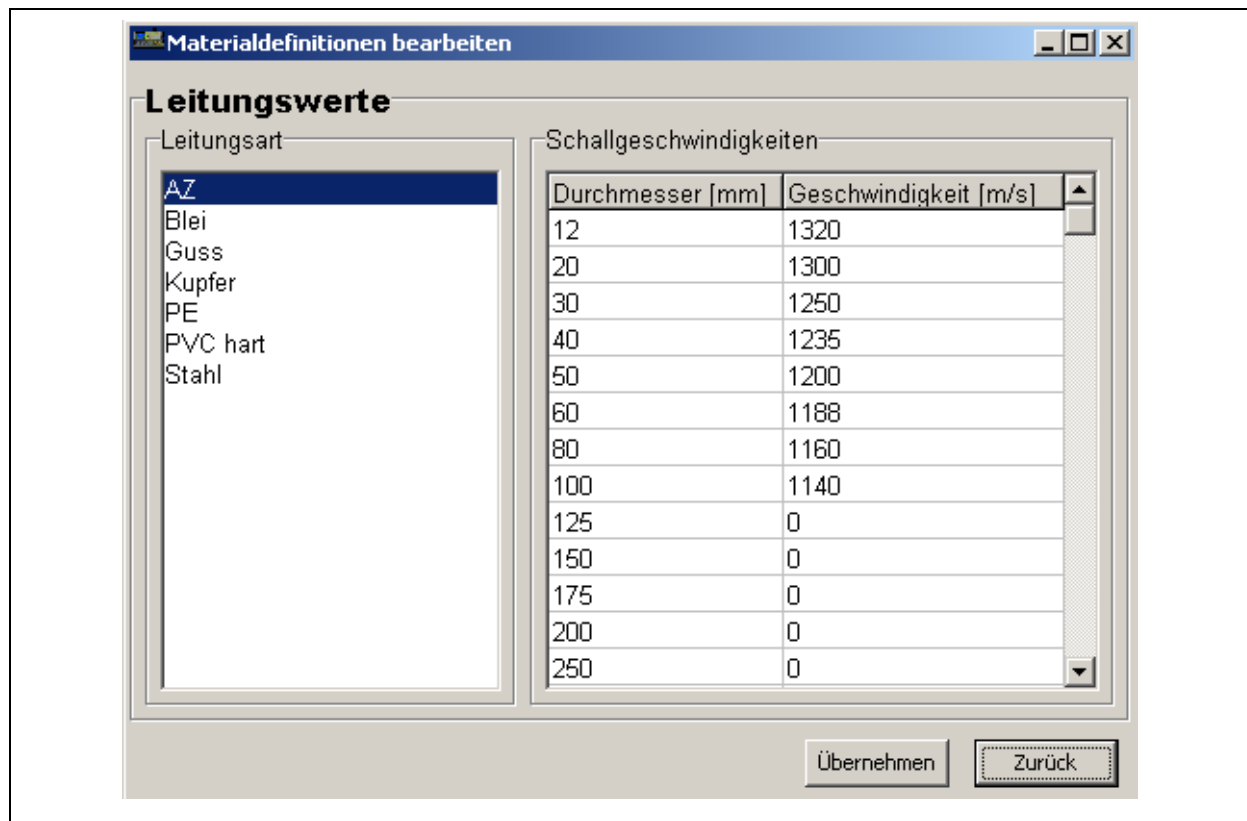 Materialdefinitionen bearbeiten
Leitungswerte
Leitungsart
AZ
Blei
Guss
Kupfer
PE
PVC hart
Stahl
Schallgeschwindigkeiten
Durchmesser [mm] Geschwindigkeit [m/s]
12 1320
20 1300
30 1250
40 1235
50 1200
60 1188
80 1160
100 1140
125 0
150 0
175 0
200 0
250 0
Übernehmen Zurück